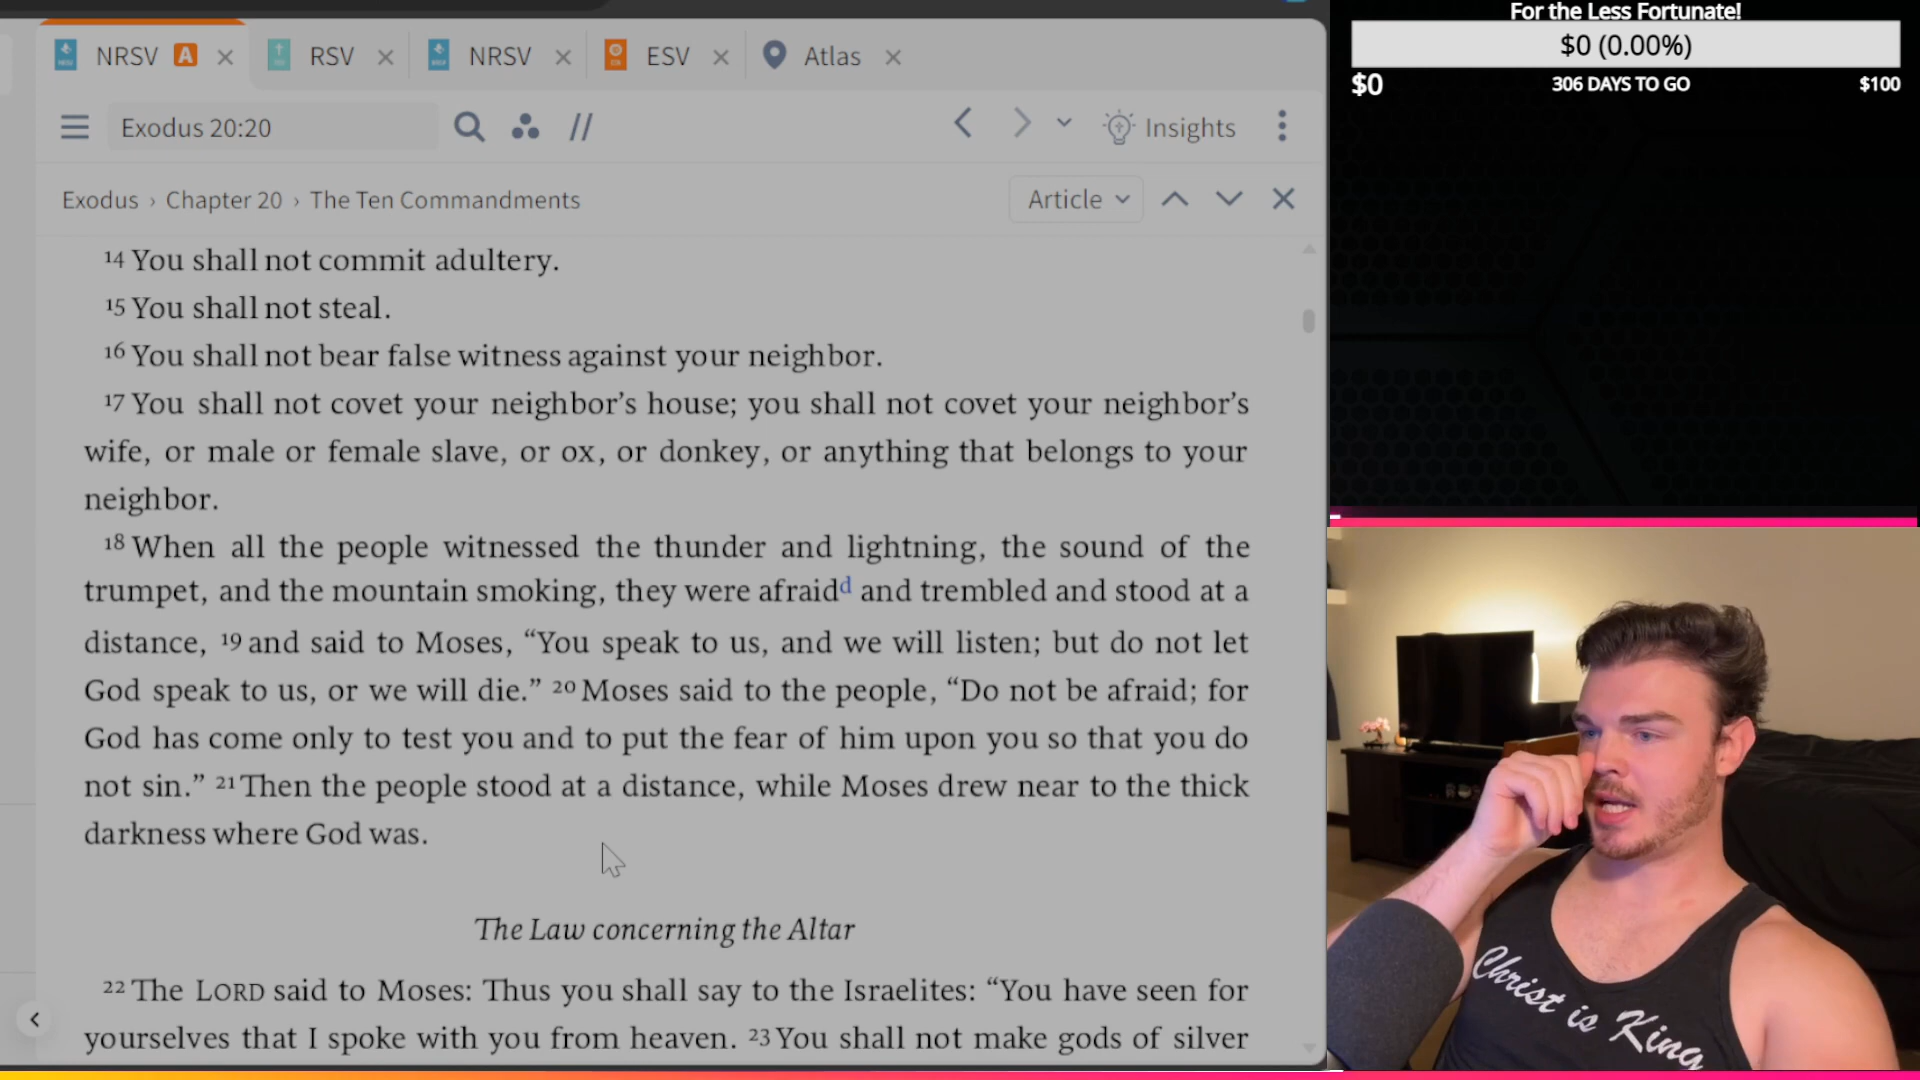 NRSV A
RSV
NRSV
ESV
Atlas
Exodus 20:20
Insights
Exodus › Chapter 20 › The Ten Commandments
Article
14 You shall not commit adultery.
15 You shall not steal.
16 You shall not bear false witness against your neighbor.
17 You shall not covet your neighbor’s house; you shall not covet your neighbor’s
wife, or male or female slave, or ox, or donkey, or anything that belongs to your
neighbor.
18 When all the people witnessed the thunder and lightning, the sound of the
trumpet, and the mountain smoking, they were afraid d and trembled and stood at a
distance, 19 and said to Moses, “You speak to us, and we will listen; but do not let
God speak to us, or we will die.” 20 Moses said to the people, “Do not be afraid; for
God has come only to test you and to put the fear of him upon you so that you do
not sin.” 21 Then the people stood at a distance, while Moses drew near to the thick
darkness where God was.
The Law concerning the Altar
22 The LORD said to Moses: Thus you shall say to the Israelites: “You have seen for
yourselves that I spoke with you from heaven. 23 You shall not make gods of silver
For the Less Fortunate!
$0 (0.00%)
$0 306 DAYS TO GO $100
Christ is King